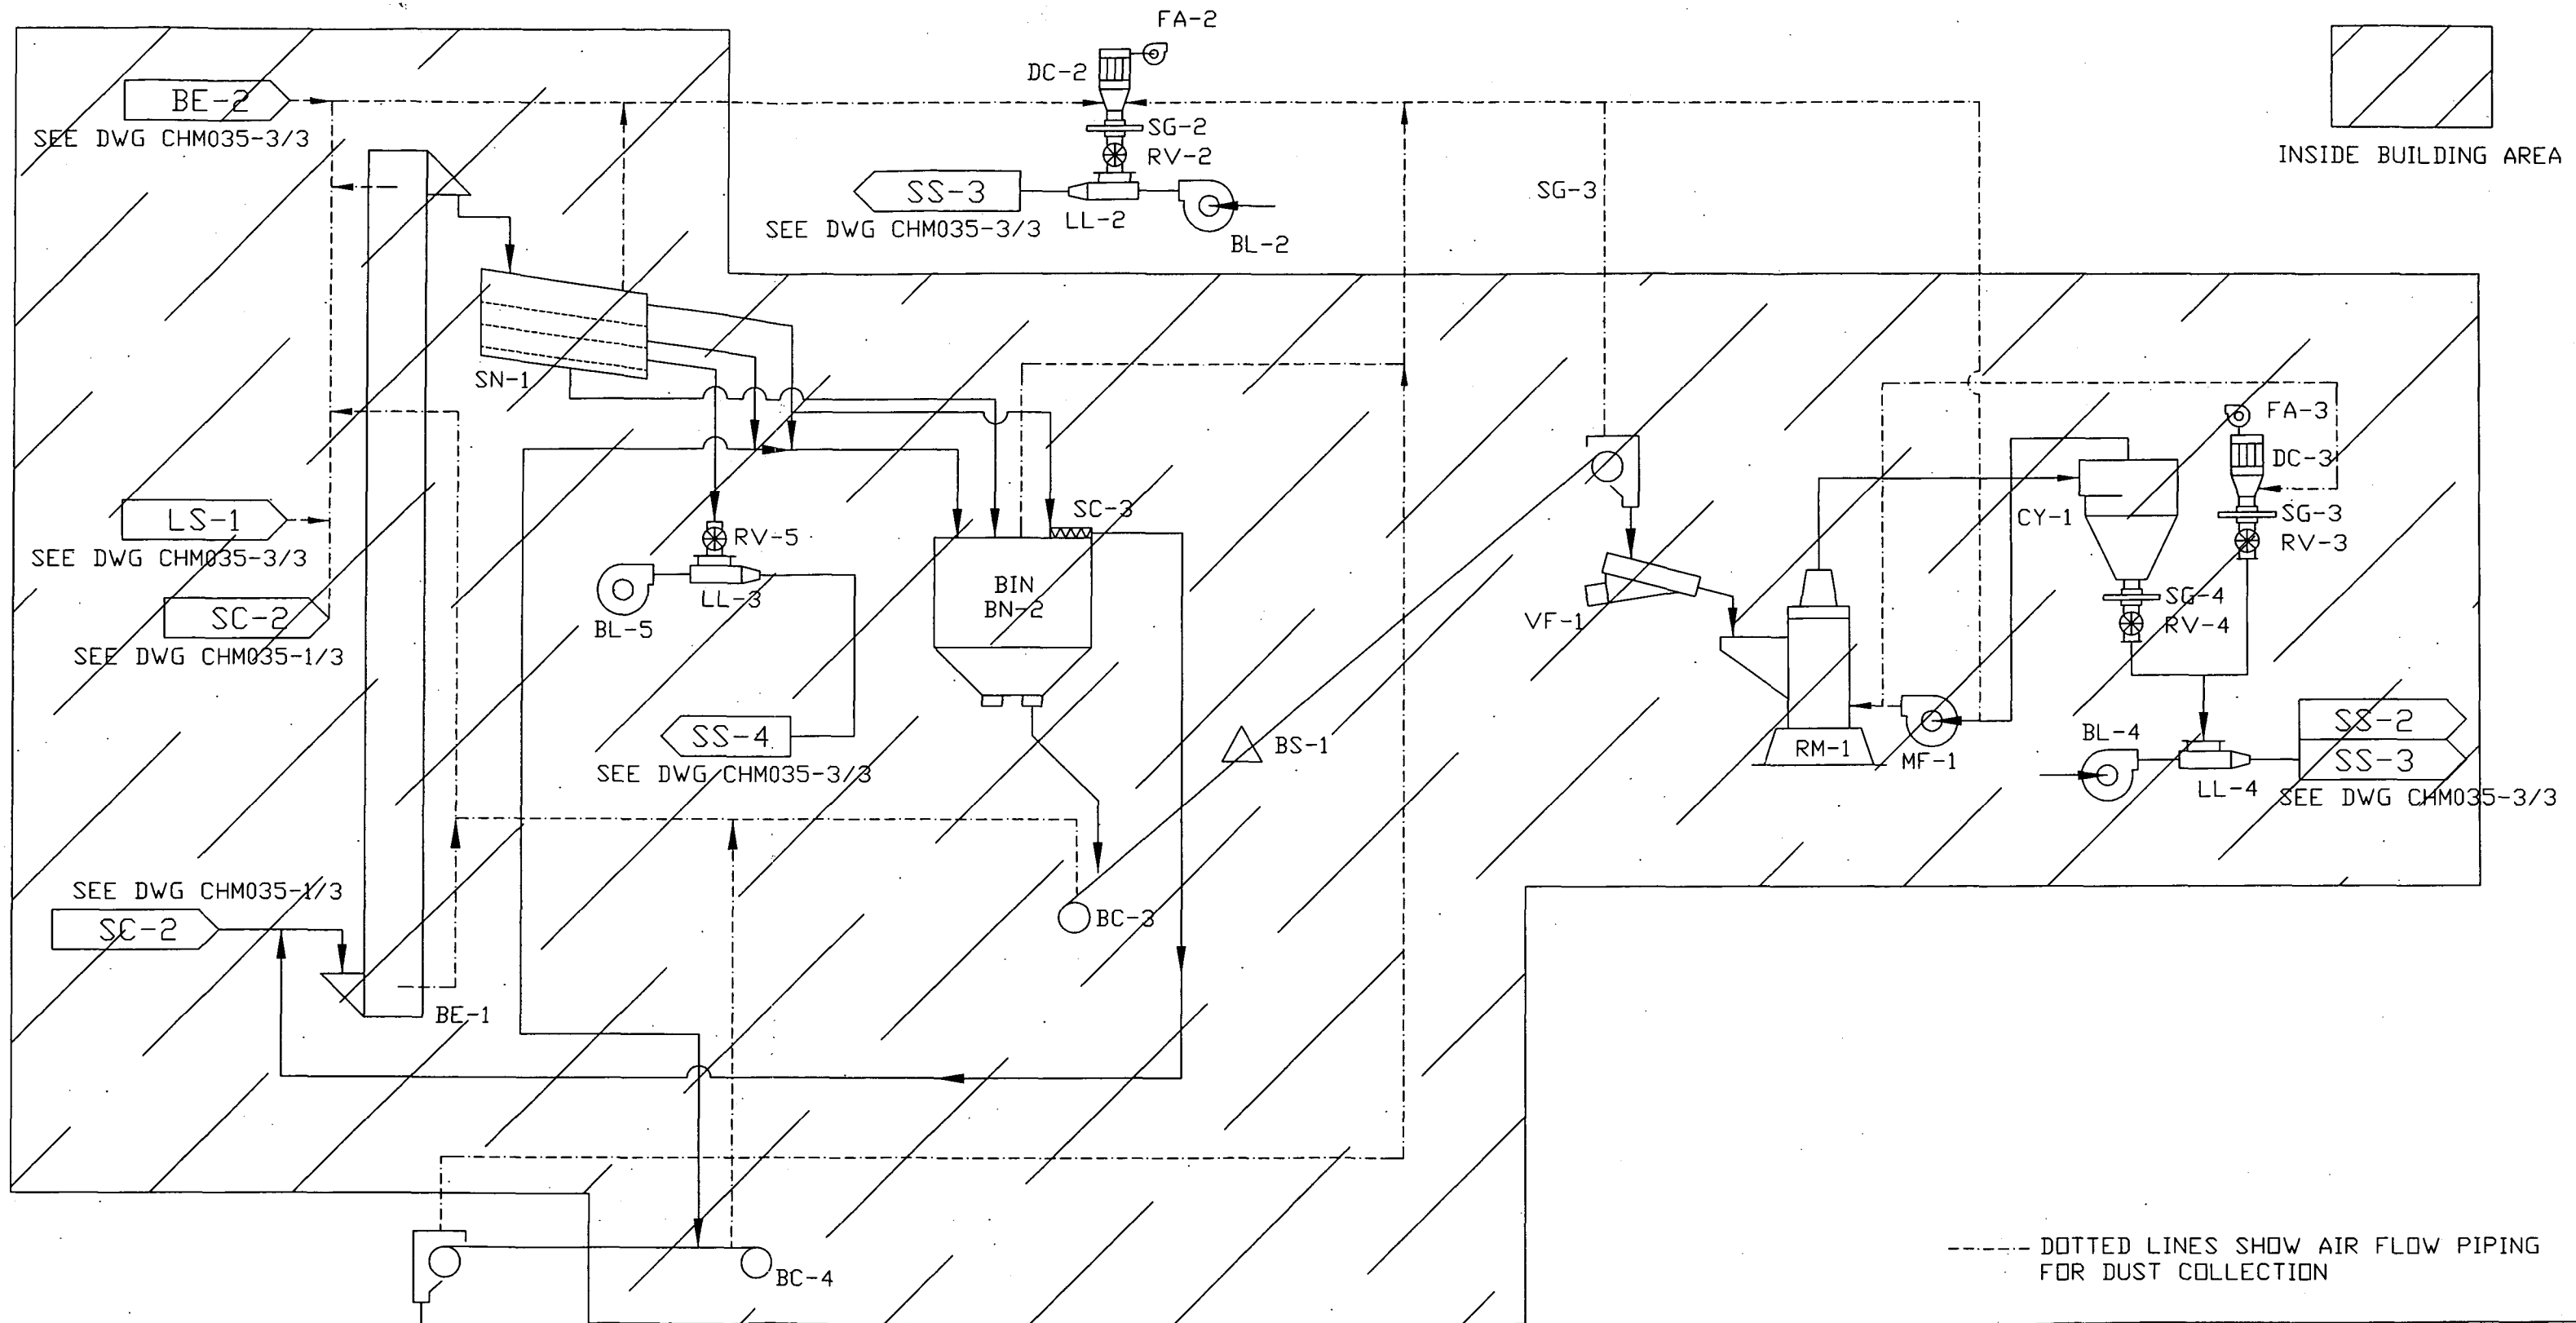 FA-2
DC-2
BE-2
SEE DWG CHM035-3/3
SG-2
RV-2
INSIDE BUILDING AREA
SS-3
SEE DWG CHM035-3/3
LL-2
BL-2
SG-3
SN-1
FA-3
DC-3
LS-1
SEE DWG CHM035-3/3
SC-3
CY-1
SG-3
RV-3
RV-5
LL-3
BL-5
BIN
BN-2
SC-2
SEE DWG CHM035-1/3
VF-1
SG-4
RV-4
SS-4
SEE DWG CHM035-3/3
BS-1
RM-1
MF-1
BL-4
LL-4
SS-2
SS-3
SEE DWG CHM035-3/3
SEE DWG CHM035-1/3
SC-2
BC-3
BE-1
BC-4
DOTTED LINES SHOW AIR FLOW PIPING
FOR DUST COLLECTION